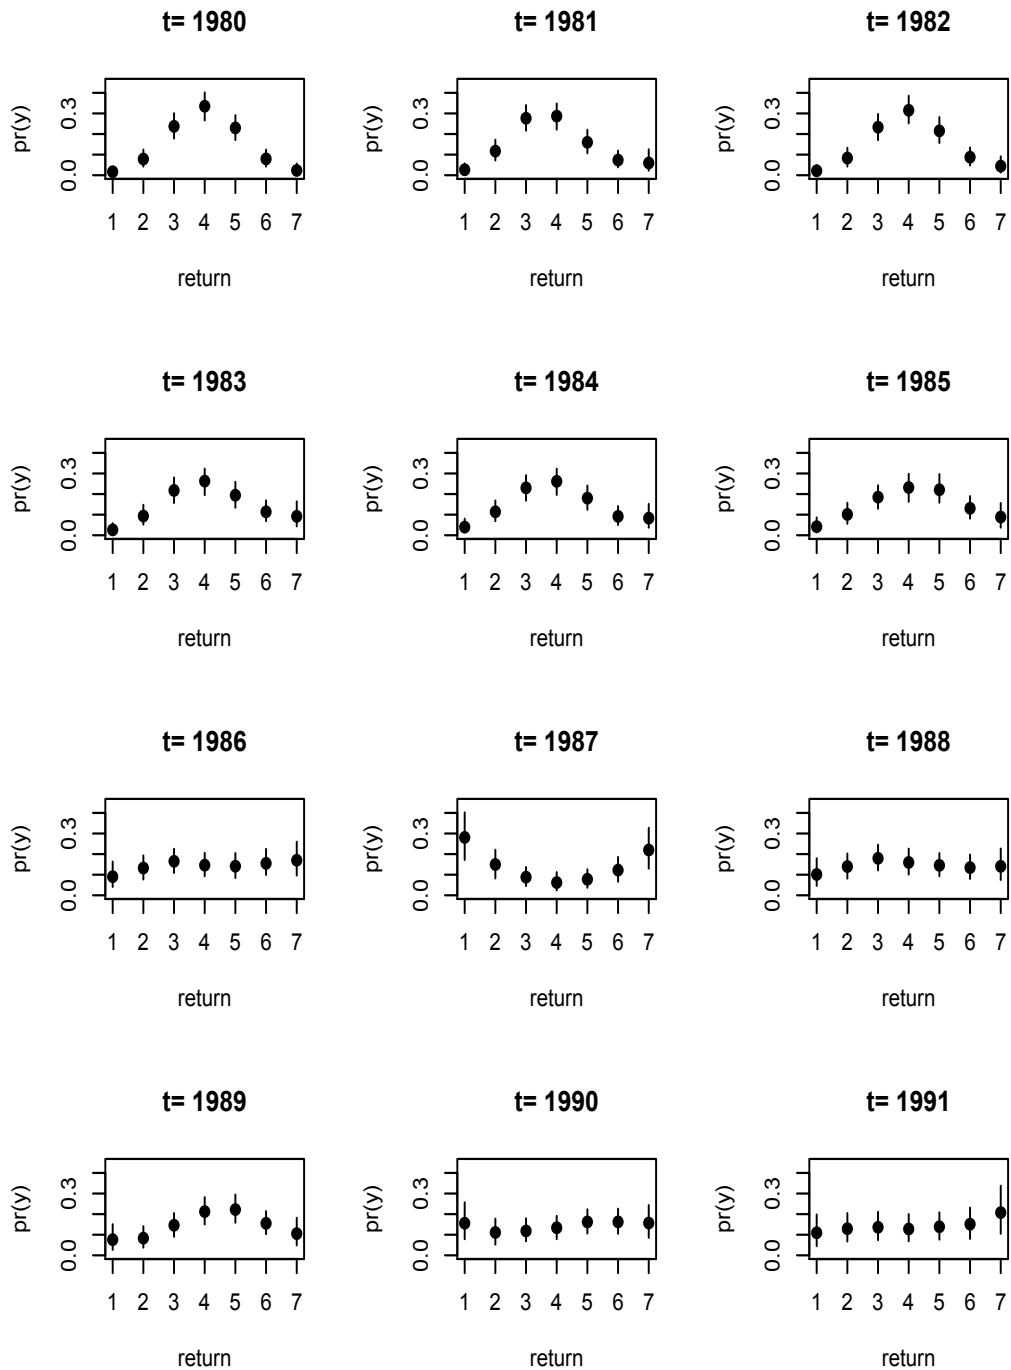 t= 1980
t= 1981
t= 1982
pr(y)
0.0
0.3
1 2 3 4 5 6 7
return
pr(y)
0.0
0.3
1 2 3 4 5 6 7
return
pr(y)
0.0
0.3
1 2 3 4 5 6 7
return
t= 1983
t= 1984
t= 1985
pr(y)
0.0
0.3
1 2 3 4 5 6 7
return
pr(y)
0.0
0.3
1 2 3 4 5 6 7
return
pr(y)
0.0
0.3
1 2 3 4 5 6 7
return
t= 1986
t= 1987
t= 1988
pr(y)
0.0
0.3
1 2 3 4 5 6 7
return
pr(y)
0.0
0.3
1 2 3 4 5 6 7
return
pr(y)
0.0
0.3
1 2 3 4 5 6 7
return
t= 1989
t= 1990
t= 1991
pr(y)
0.0
0.3
1 2 3 4 5 6 7
return
pr(y)
0.0
0.3
1 2 3 4 5 6 7
return
pr(y)
0.0
0.3
1 2 3 4 5 6 7
return